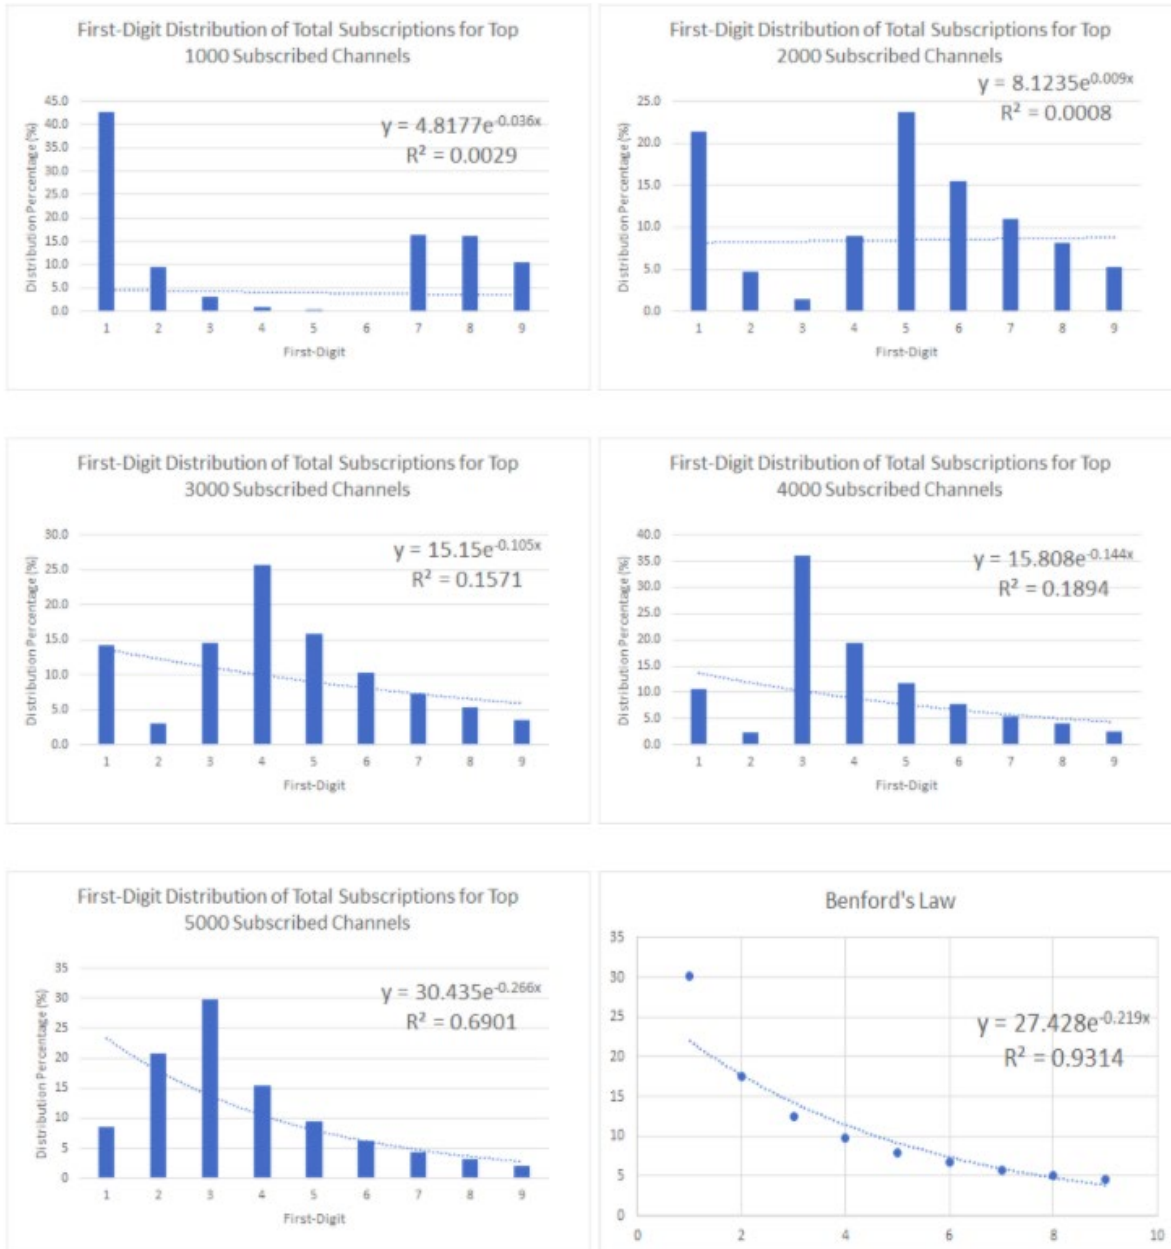 First-Digit Distribution of Total Subscriptions for Top
1000 Subscribed Channels
y = 4.8177e^-0.036x
R² = 0.0029
Distribution Percentage (%)
45.0
40.0
35.0
30.0
25.0
20.0
15.0
10.0
5.0
0.0
1 2 3 4 5 6 7 8 9
First-Digit
First-Digit Distribution of Total Subscriptions for Top
2000 Subscribed Channels
y = 8.1235e^0.009x
R² = 0.0008
Distribution Percentage (%)
25.0
20.0
15.0
10.0
5.0
0.0
1 2 3 4 5 6 7 8 9
First-Digit
First-Digit Distribution of Total Subscriptions for Top
3000 Subscribed Channels
y = 15.15e^-0.105x
R² = 0.1571
Distribution Percentage (%)
30.0
25.0
20.0
15.0
10.0
5.0
0.0
1 2 3 4 5 6 7 8 9
First-Digit
First-Digit Distribution of Total Subscriptions for Top
4000 Subscribed Channels
y = 15.808e^-0.144x
R² = 0.1894
Distribution Percentage (%)
40.0
35.0
30.0
25.0
20.0
15.0
10.0
5.0
0.0
1 2 3 4 5 6 7 8 9
First-Digit
First-Digit Distribution of Total Subscriptions for Top
5000 Subscribed Channels
y = 30.435e^-0.266x
R² = 0.6901
Distribution Percentage (%)
35
30
25
20
15
10
5
0
1 2 3 4 5 6 7 8 9
First-Digit
Benford's Law
y = 27.428e^-0.219x
R² = 0.9314
35
30
25
20
15
10
5
0
0 2 4 6 8 10